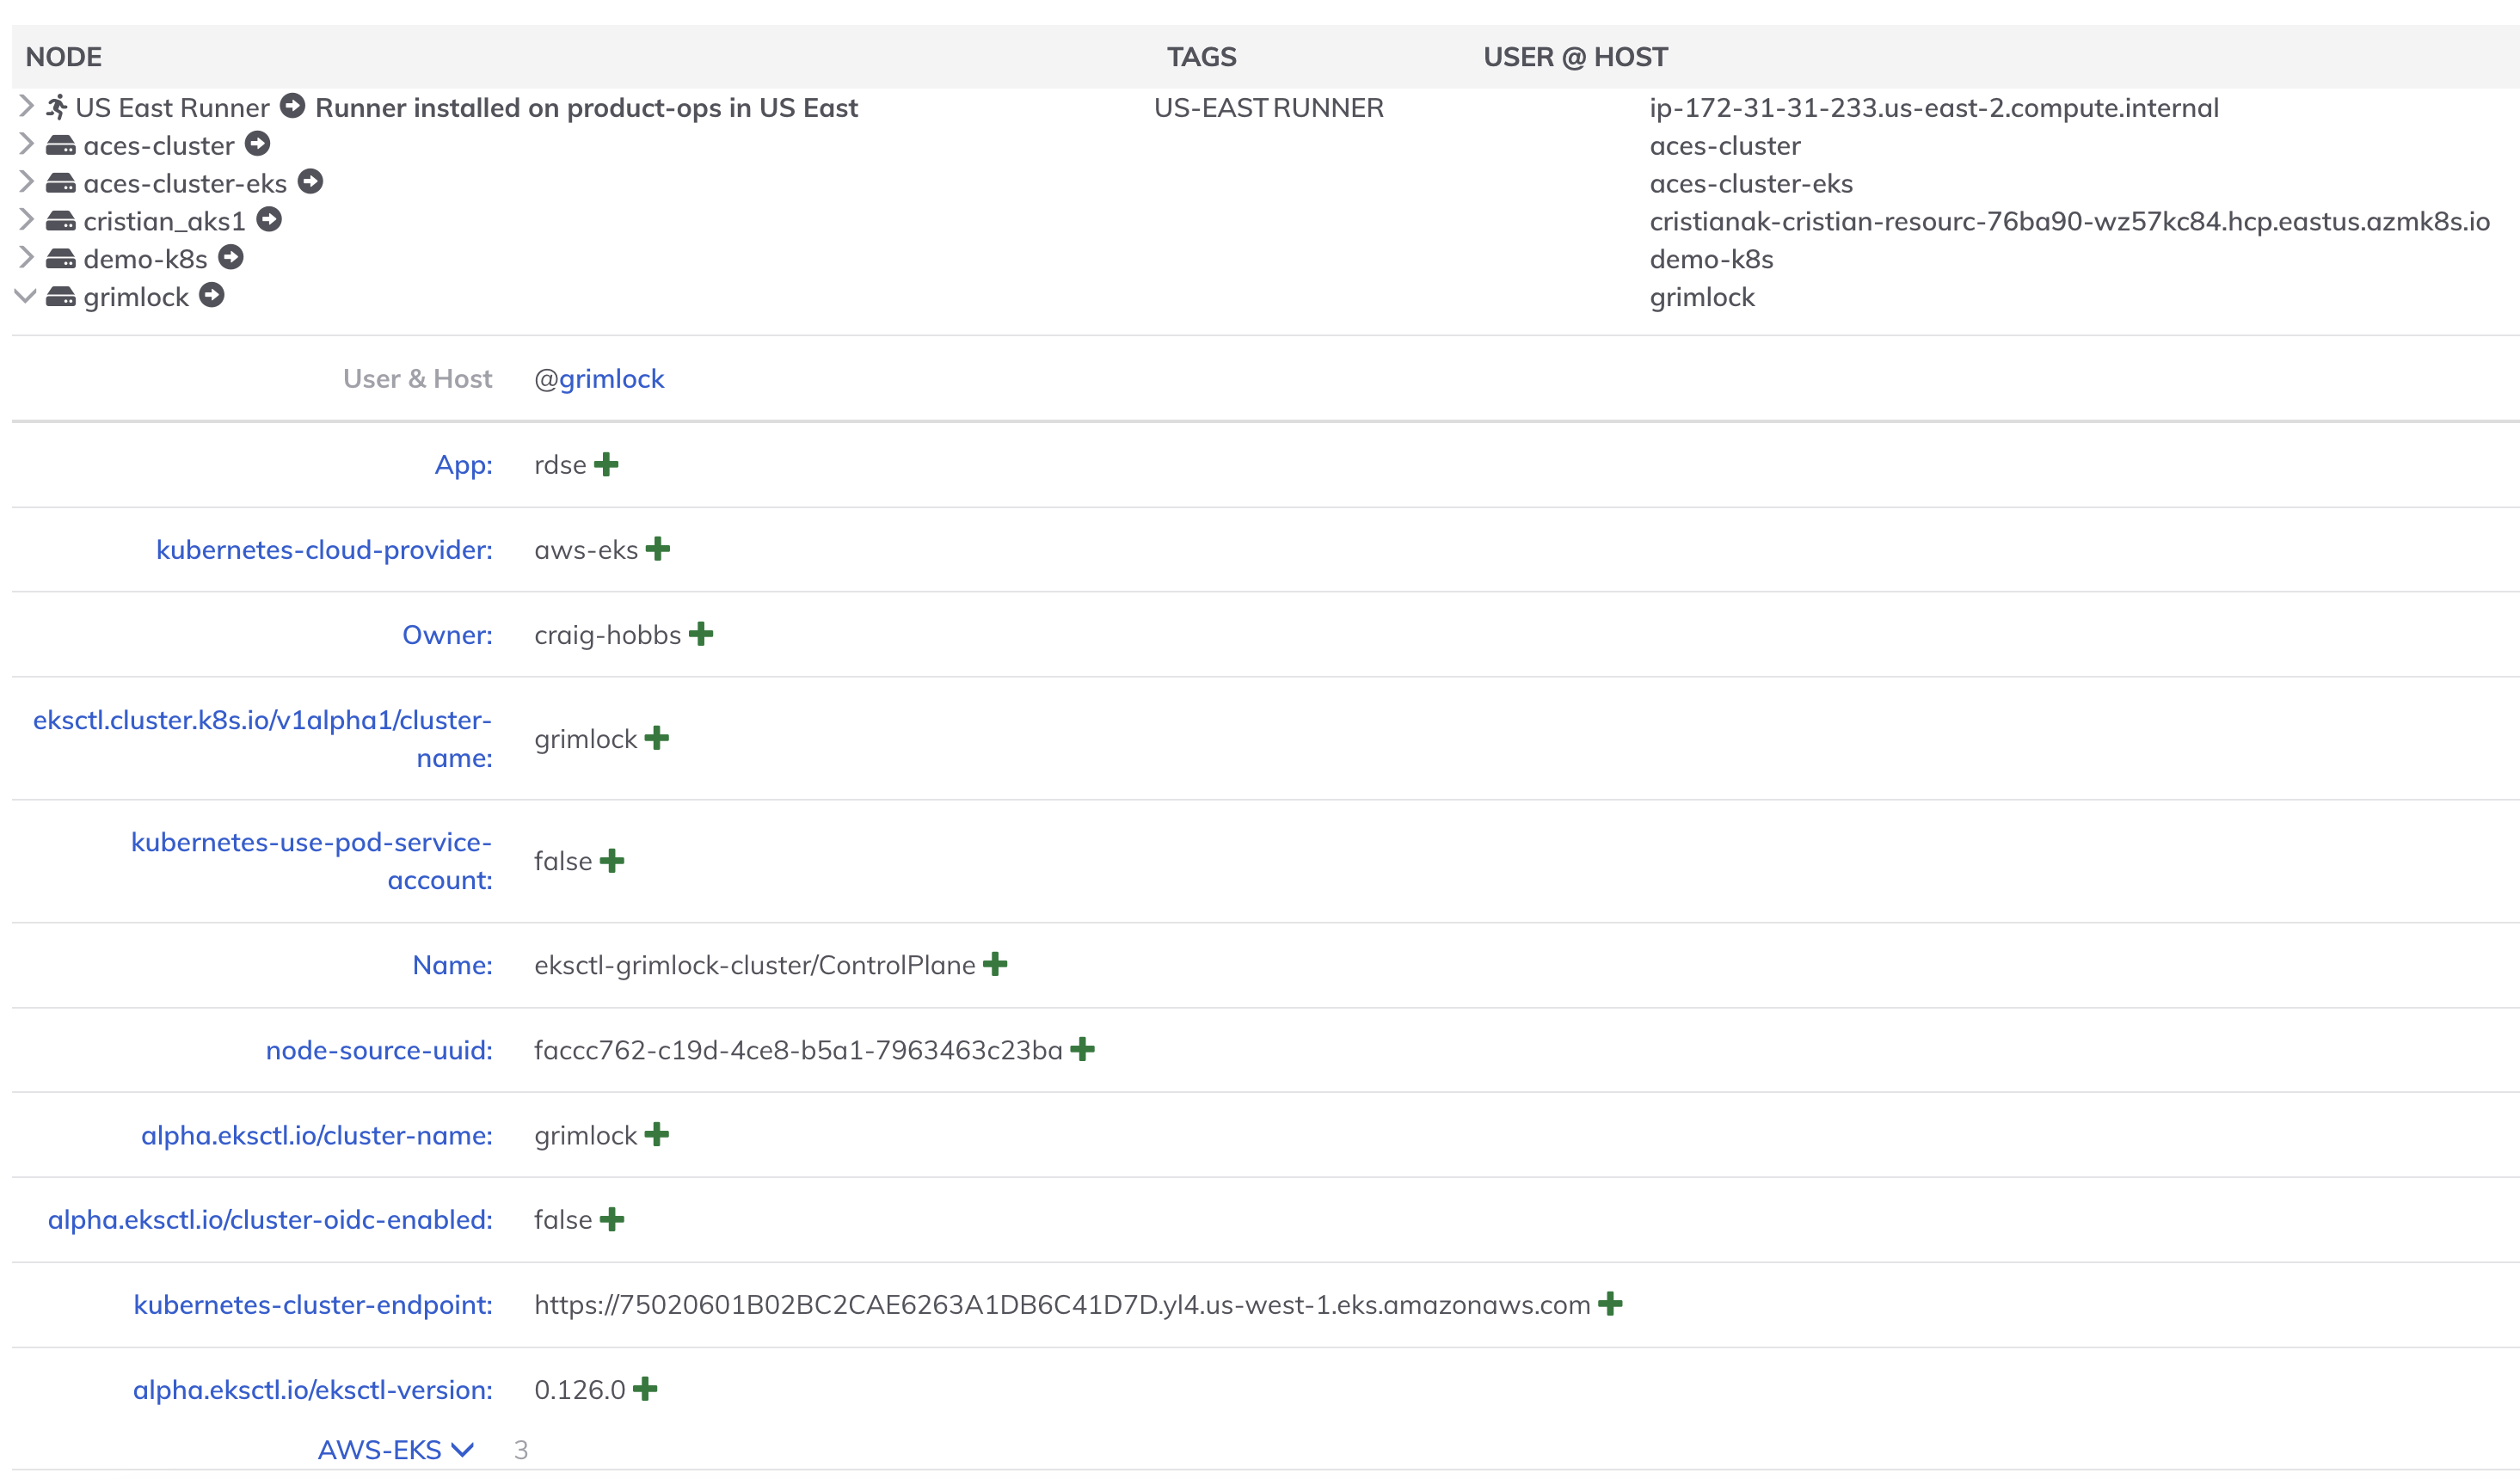 NODE TAGS USER @ HOST
US East Runner Runner installed on product-ops in US East US-EAST RUNNER ip-172-31-31-233.us-east-2.compute.internal
aces-cluster aces-cluster
aces-cluster-eks aces-cluster-eks
cristian_aks1 cristianak-cristian-resourc-76ba90-wz57kc84.hcp.eastus.azmk8s.io
demo-k8s demo-k8s
grimlock grimlock
User & Host @grimlock
App: rdse
kubernetes-cloud-provider: aws-eks
Owner: craig-hobbs
eksctl.cluster.k8s.io/v1alpha1/cluster-
name: grimlock
kubernetes-use-pod-service-
account: false
Name: eksctl-grimlock-cluster/ControlPlane
node-source-uuid: faccc762-c19d-4ce8-b5a1-7963463c23ba
alpha.eksctl.io/cluster-name: grimlock
alpha.eksctl.io/cluster-oidc-enabled: false
kubernetes-cluster-endpoint: https://75020601B02BC2CAE6263A1DB6C41D7D.yl4.us-west-1.eks.amazonaws.com
alpha.eksctl.io/eksctl-version: 0.126.0
AWS-EKS 3